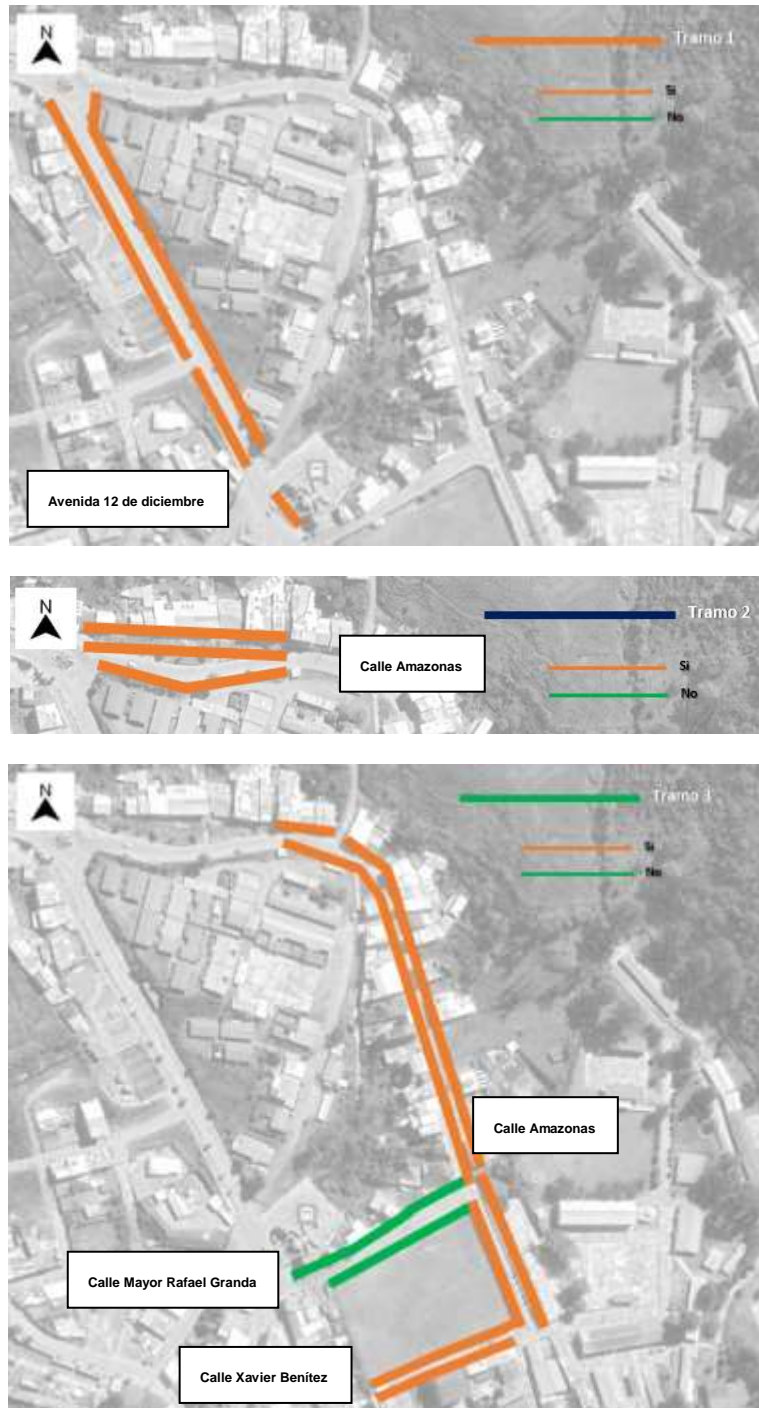 N
Tramo 1
Si
No
Avenida 12 de diciembre
N
Tramo 2
Calle Amazonas
Si
No
N
Tramo 3
Si
No
Calle Amazonas
Calle Mayor Rafael Granda
Calle Xavier Benítez